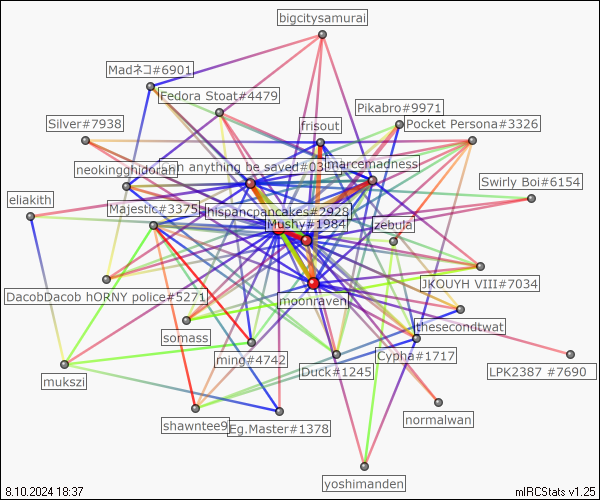 bigcitysamurai
Madネコ#6901
Fedora Stoat#4479
Pikabro#9971
Silver#7938
frisout
Pocket Persona#3326
neokingghidorah
n anything be saved#03
marcemadness
Swirly Boi#6154
eliakith
Majestic#3375
hispancpancakes#2928
Mushy#1984
zebula
DacobDacob hORNY police#5271
moonraven
JKOUYH VIII#7034
somass
thesecondtwat
ming#4742
Cypha#1717
mukszi
Duck#1245
LPK2387 #7690
shawntee9
Eg.Master#1378
normalwan
yoshimanden
8.10.2024 18:37
mIRCStats v1.25